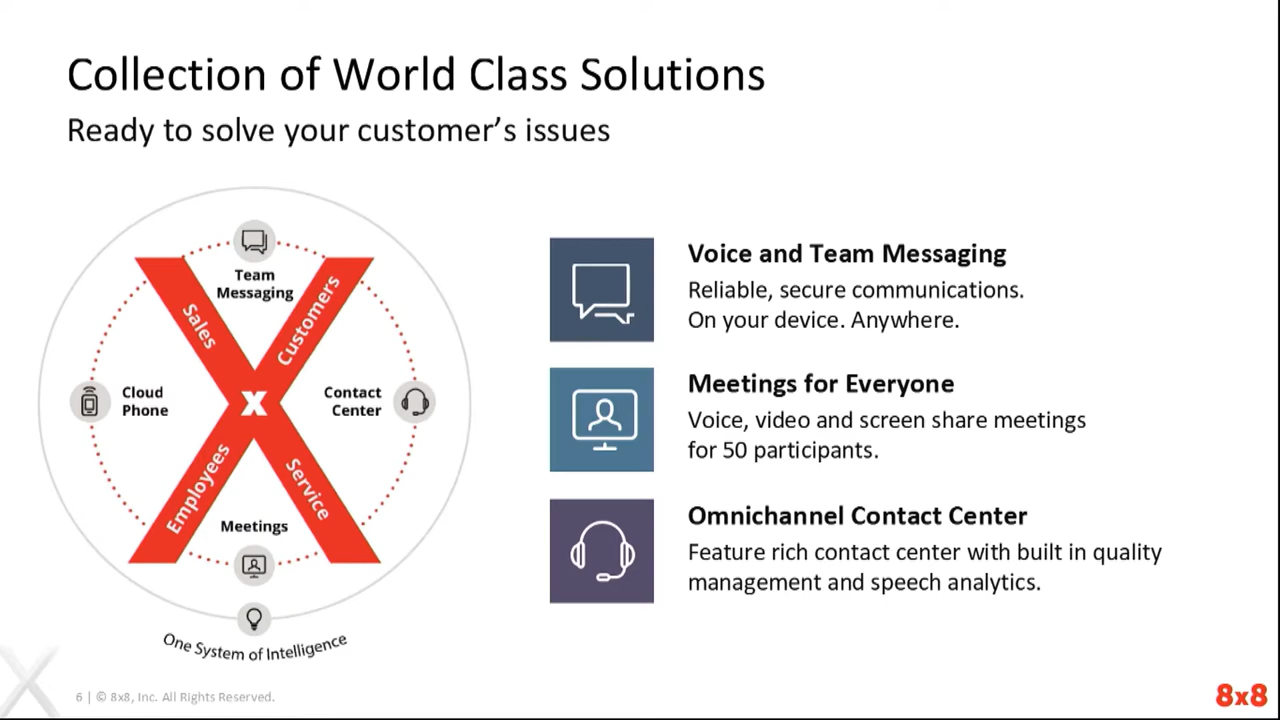 Collection of World Class Solutions
Ready to solve your customer's issues
Team
Messaging
Sales
Customers
Cloud
Phone
x
Contact
Center
Employees
Service
Meetings
One System of Intelligence
Voice and Team Messaging
Reliable, secure communications.
On your device. Anywhere.
Meetings for Everyone
Voice, video and screen share meetings
for 50 participants.
Omnichannel Contact Center
Feature rich contact center with built in quality
management and speech analytics.
6 | © 8x8, Inc. All Rights Reserved.
8x8